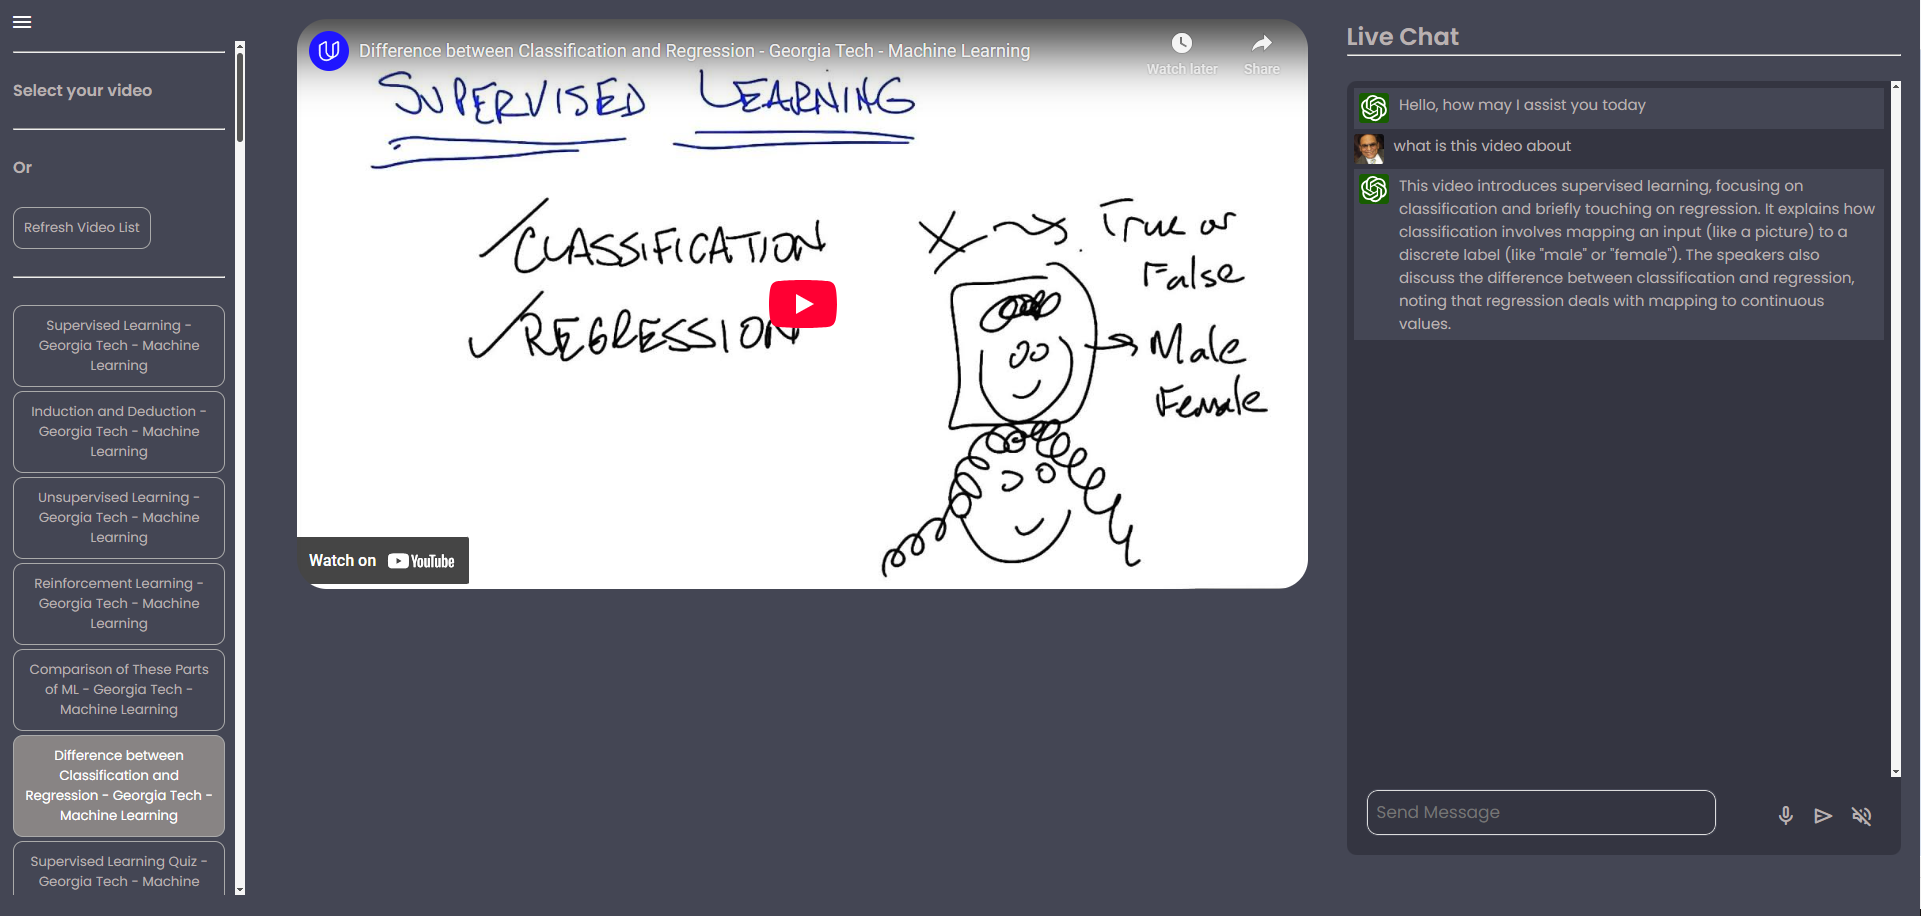 Select your video
Or
Refresh Video List
Supervised Learning -
Georgia Tech - Machine
Learning
Induction and Deduction -
Georgia Tech - Machine
Learning
Unsupervised Learning -
Georgia Tech - Machine
Learning
Reinforcement Learning -
Georgia Tech - Machine
Learning
Comparison of These Parts
of ML - Georgia Tech -
Machine Learning
Difference between
Classification and
Regression - Georgia Tech -
Machine Learning
Supervised Learning Quiz -
Georgia Tech - Machine
Difference between Classification and Regression - Georgia Tech - Machine Learning
Watch later
Share
SUPERVISED LEARNING
CLASSIFICATION
REGRESSION
X
True or
False
Male
Female
Watch on YouTube
Live Chat
Hello, how may I assist you today
what is this video about
This video introduces supervised learning, focusing on
classification and briefly touching on regression. It explains how
classification involves mapping an input (like a picture) to a
discrete label (like "male" or "female"). The speakers also
discuss the difference between classification and regression,
noting that regression deals with mapping to continuous
values.
Send Message